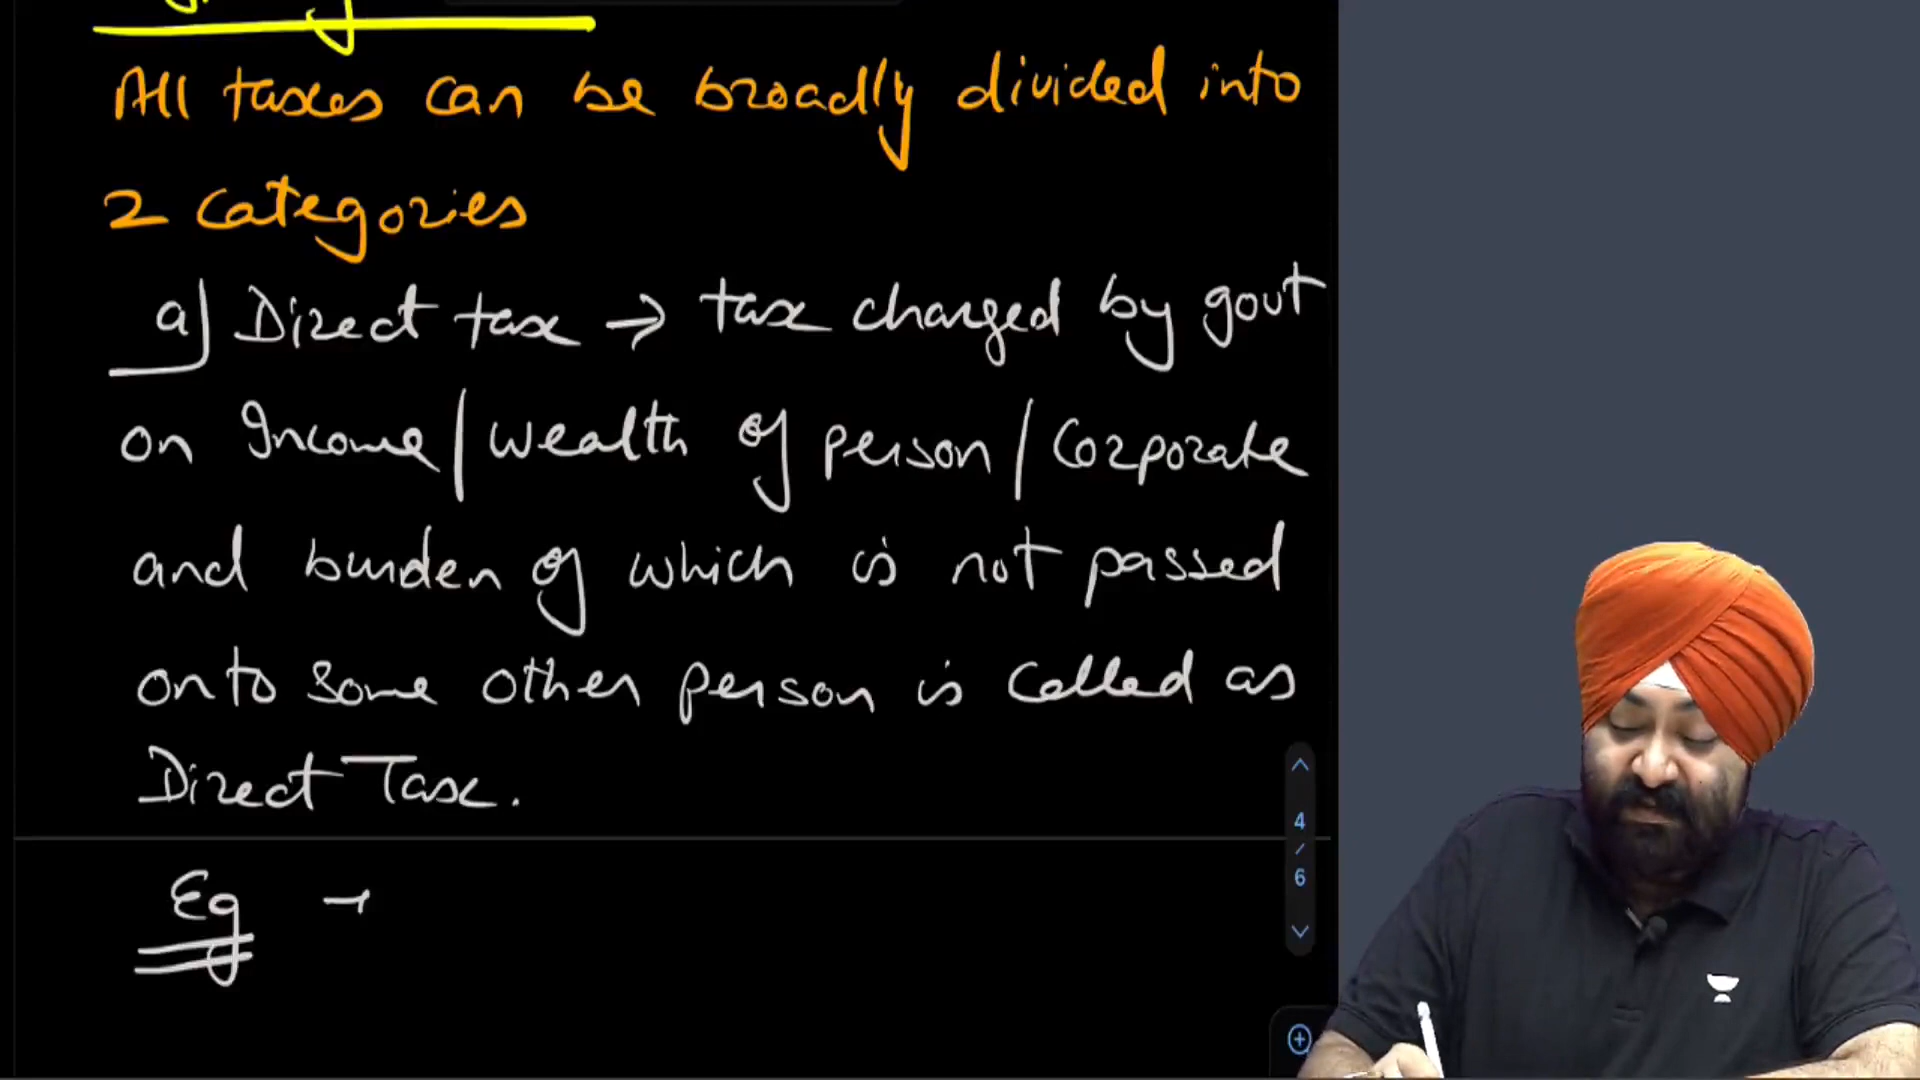 All taxes can be broadly divided into
2 categories
a) Direct tax → tax charged by govt
on Income/wealth of person/Corporate
and burden of which is not passed
onto some other person is called as
Direct Tax.
Eg →
4
/
6